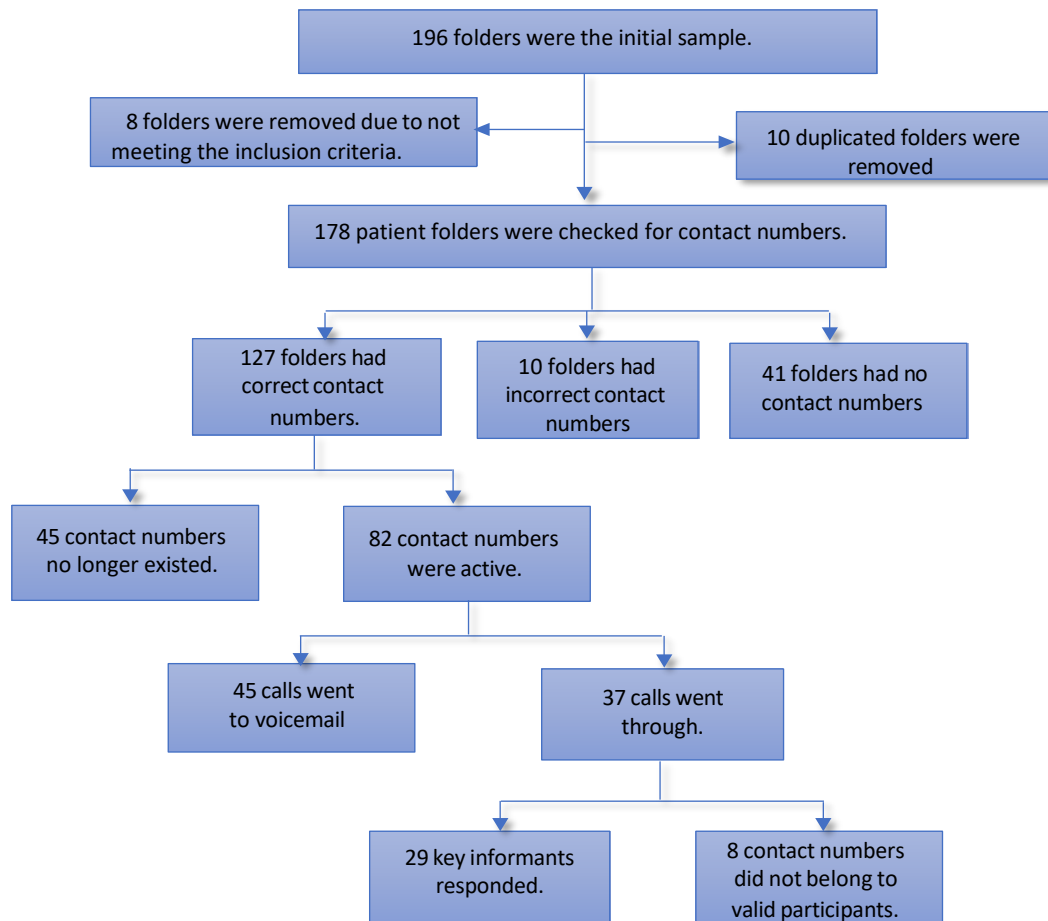 196 folders were the initial sample.
8 folders were removed due to not
meeting the inclusion criteria.
10 duplicated folders were
removed
178 patient folders were checked for contact numbers.
127 folders had
correct contact
numbers.
10 folders had
incorrect contact
numbers
41 folders had no
contact numbers
45 contact numbers
no longer existed.
82 contact numbers
were active.
45 calls went
to voicemail
37 calls went
through.
29 key informants
responded.
8 contact numbers
did not belong to
valid participants.